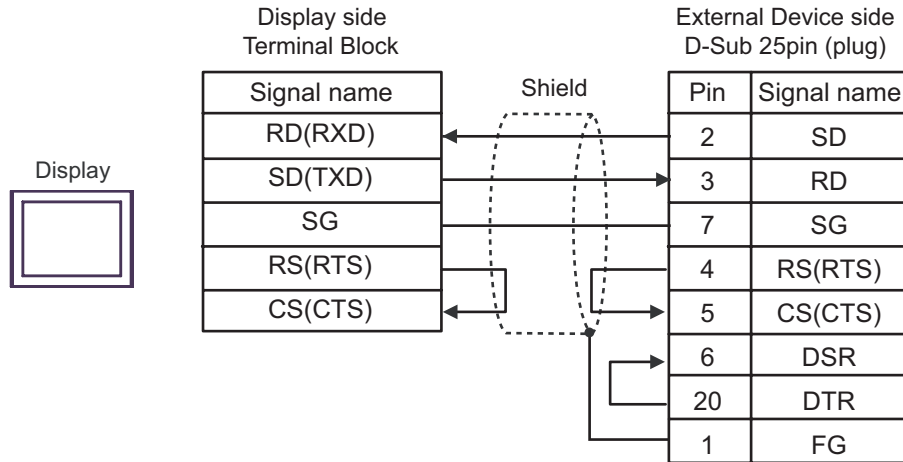 Display side
Terminal Block
External Device side
D-Sub 25pin (plug)
Signal name
Shield
Pin Signal name
RD(RXD)
2 SD
Display
SD(TXD)
3 RD
SG
7 SG
RS(RTS)
4 RS(RTS)
CS(CTS)
5 CS(CTS)
6 DSR
20 DTR
1 FG